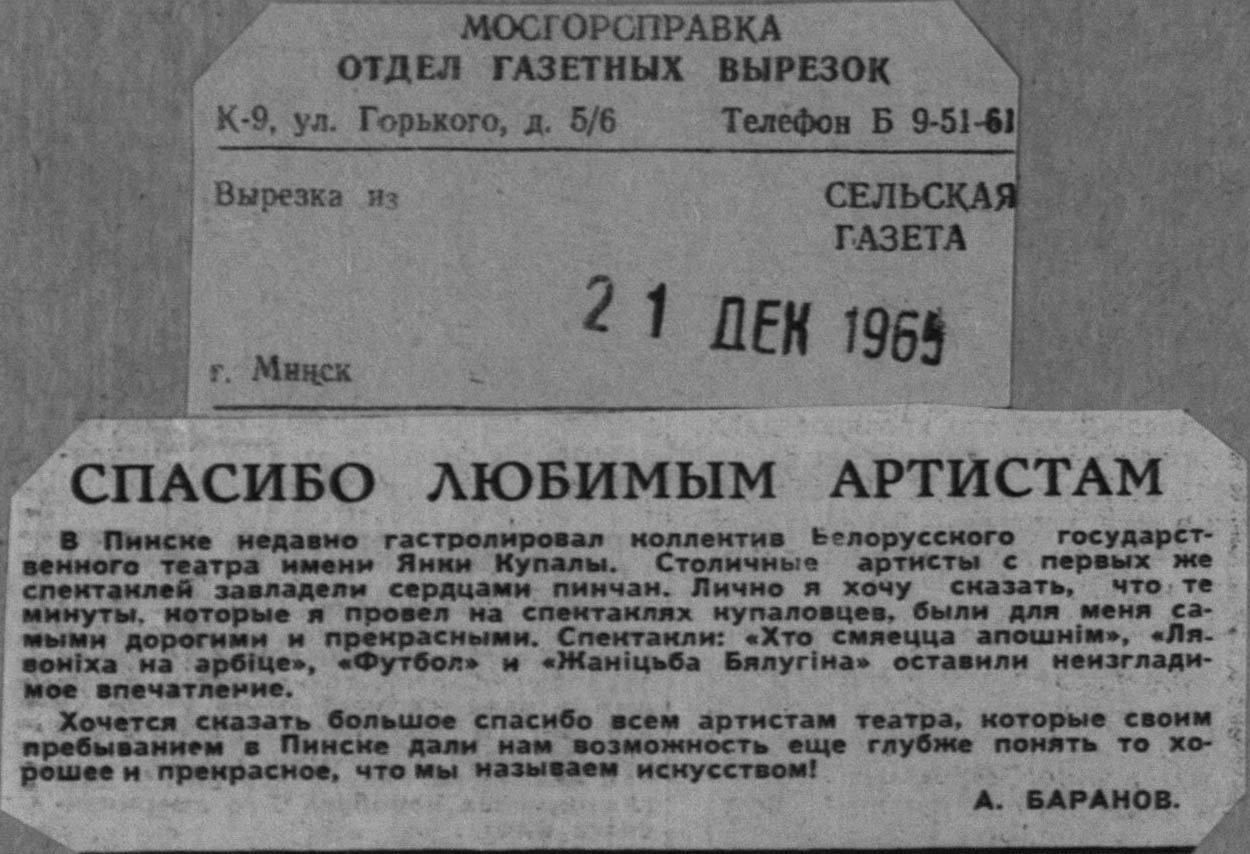 МОСГОРСПРАВКА
ОТДЕЛ ГАЗЕТНЫХ ВЫРЕЗОК
К-9, ул. Горького, д. 5/6 Телефон Б 9-51-61
Вырезка из СЕЛЬСКАЯ
ГАЗЕТА
21 ДЕК 1965
г. Минск
СПАСИБО ЛЮБИМЫМ АРТИСТАМ
В Пинске недавно гастролировал коллектив Белорусского государст-
венного театра имени Янки Купалы. Столичные артисты с первых же
спектаклей завладели сердцами пинчан. Лично я хочу сказать, что те
минуты, которые я провел на спектаклях купаловцев, были для меня са-
мыми дорогими и прекрасными. Спектакли: «Хто смяецца апошнім», «Ля-
воніха на арбіце», «Футбол» и «Жаніцьба Бялугіна» оставили неизглади-
мое впечатление.
Хочется сказать большое спасибо всем артистам театра, которые своим
пребыванием в Пинске дали нам возможность еще глубже понять то хо-
рошее и прекрасное, что мы называем искусством!
А. БАРАНОВ.